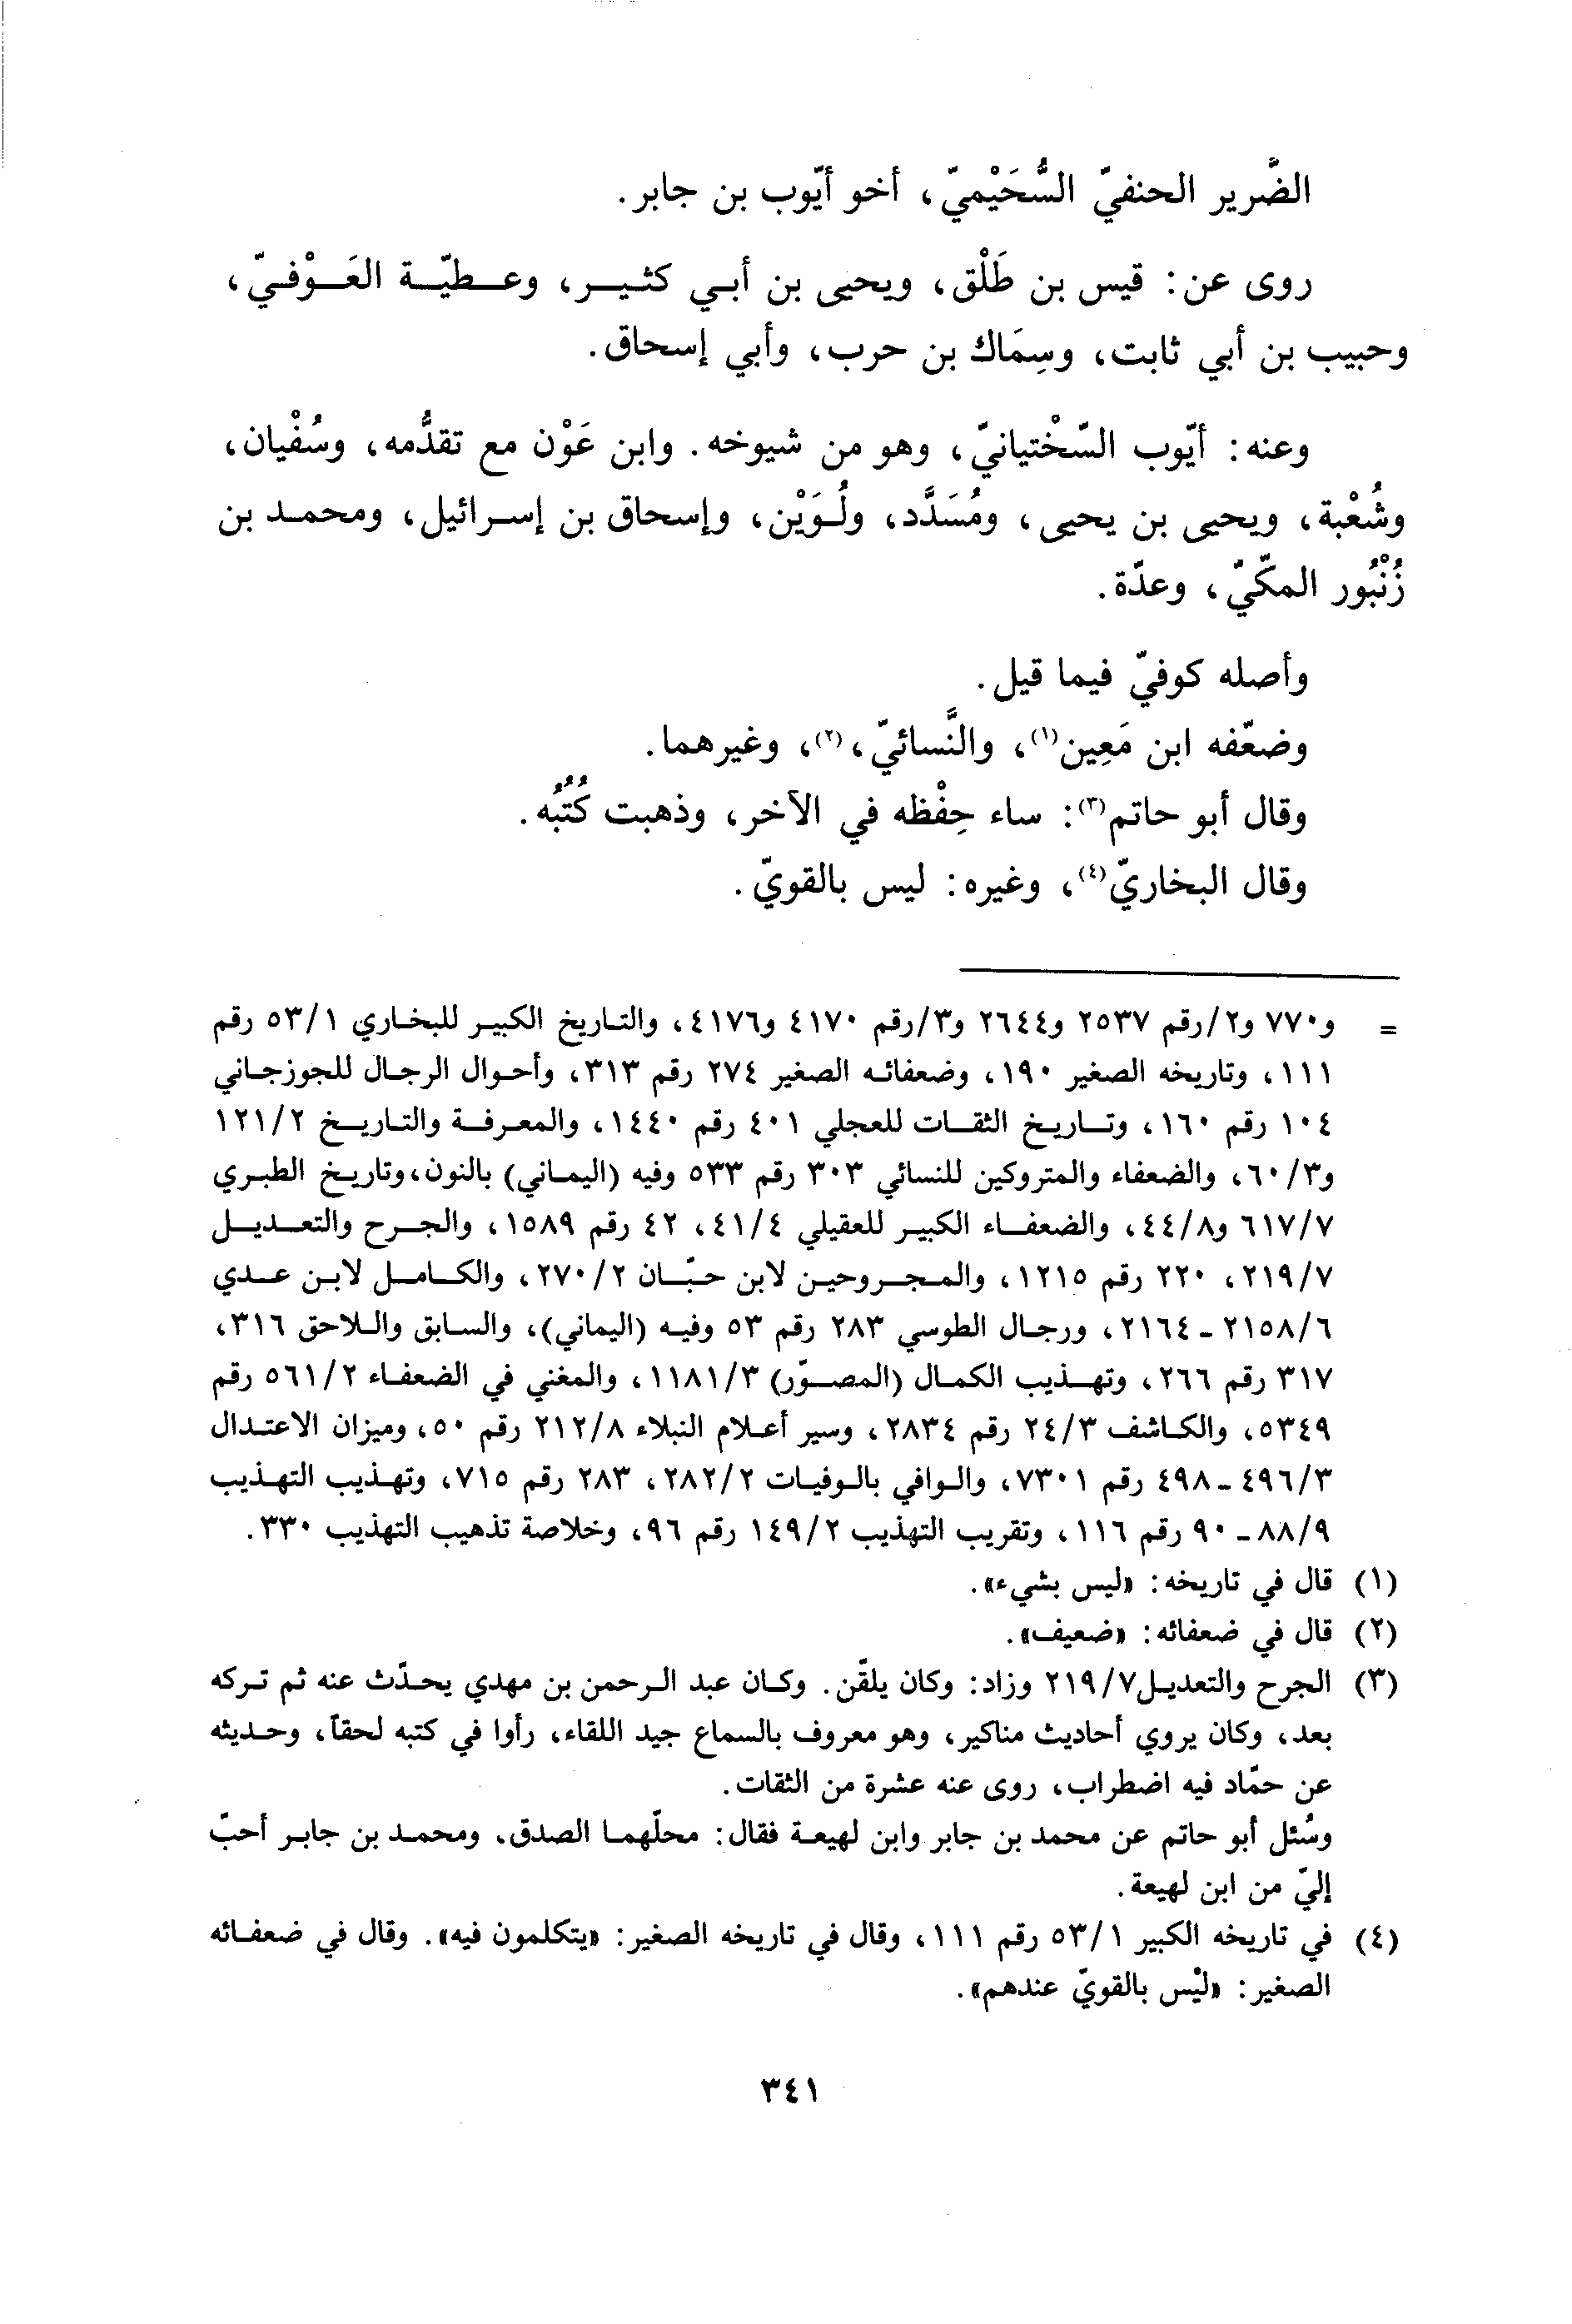 الضَّرير الحنفيّ السُّحَيْميّ، أخو أيّوب بن جابر.
روى عن: قيس بن طَلْق، ويحيى بن أبي كثير، وعطيّة العَوْفيّ،
وحبيب بن أبي ثابت، وسِمَاك بن حرب، وأبي إسحاق.
وعنه: أيّوب السّخْتيانيّ، وهو من شيوخه. وابن عَوْن مع تقدُّمه، وسُفْيان،
وشُعْبة، ويحيى بن يحيى، ومُسَدَّد، ولُوَيْن، وإسحاق بن إسرائيل، ومحمد بن
زُنْبُور المكّيّ، وعدّة.
وأصله كوفيّ فيما قيل.
وضعّفه ابن مَعِين(١)، والنَّسائيّ،(٢)، وغيرهما.
وقال أبو حاتم(٣): ساء حِفْظه في الآخر، وذهبت كُتُبُه.
وقال البخاريّ(٤)، وغيره: ليس بالقويّ.
= و٧٧٠ و٢/رقم ٢٥٣٧ و٢٦٤٤ و٣/رقم ٤١٧٠ و٤١٧٦، والتاريخ الكبير للبخاري ٥٣/١ رقم
١١١، وتاريخه الصغير ١٩٠، وضعفائه الصغير ٢٧٤ رقم ٣١٣، وأحوال الرجال للجوزجاني
١٠٤ رقم ١٦٠، وتاريخ الثقات للعجلي ٤٠١ رقم ١٤٤٠، والمعرفة والتاريخ ١٢١/٢
و٦٠/٣، والضعفاء والمتروكين للنسائي ٣٠٣ رقم ٥٣٣ وفيه (اليماني) بالنون، وتاريخ الطبري
٦١٧/٧ و٤٤/٨، والضعفاء الكبير للعقيلي ٤١/٤، ٤٢ رقم ١٥٨٩، والجرح والتعديل
٢١٩/٧، ٢٢٠ رقم ١٢١٥، والمجروحين لابن حبّان ٢٧٠/٢، والكامل لابن عدي
٢١٥٨/٦ - ٢١٦٤، ورجال الطوسي ٢٨٣ رقم ٥٣ وفيه (اليماني)، والسابق واللاحق ٣١٦،
٣١٧ رقم ٢٦٦، وتهذيب الكمال (المصوّر) ١١٨١/٣، والمغني في الضعفاء ٥٦١/٢ رقم
٥٣٤٩، والكاشف ٢٤/٣ رقم ٢٨٣٤، وسير أعلام النبلاء ٢١٢/٨ رقم ٥٠، وميزان الاعتدال
٤٩٦/٣ - ٤٩٨ رقم ٧٣٠١، والوافي بالوفيات ٢٨٢/٢، ٢٨٣ رقم ٧١٥، وتهذيب التهذيب
٨٨/٩ - ٩٠ رقم ١١٦، وتقريب التهذيب ١٤٩/٢ رقم ٩٦، وخلاصة تذهيب التهذيب ٣٣٠.
(١) قال في تاريخه: «ليس بشيء».
(٢) قال في ضعفائه: «ضعيف».
(٣) الجرح والتعديل ٢١٩/٧ وزاد: وكان يلقّن. وكان عبد الرحمن بن مهدي يحدّث عنه ثم تركه
بعد، وكان يروي أحاديث مناكير، وهو معروف بالسماع جيد اللقاء، رأوا في كتبه لحقاً، وحديثه
عن حمّاد فيه اضطراب، روى عنه عشرة من الثقات.
وسُئل أبو حاتم عن محمد بن جابر وابن لهيعة فقال: محلّهما الصدق، ومحمد بن جابر أحبّ
إليّ من ابن لهيعة.
(٤) في تاريخه الكبير ٥٣/١ رقم ١١١، وقال في تاريخه الصغير: «يتكلمون فيه». وقال في ضعفائه
الصغير: «ليْس بالقويّ عندهم».
٣٤١